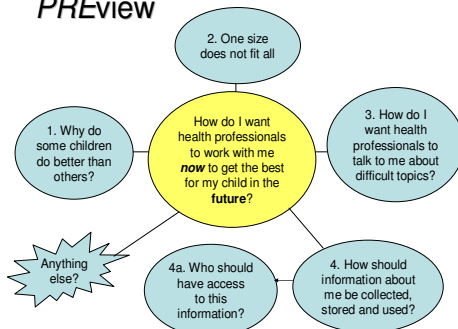 PREview
2. One size
does not fit all
1. Why do
some children
do better than
others?
How do I want
health professionals
to work with me
now to get the best
for my child in the
future?
3. How do I
want health
professionals to
talk to me about
difficult topics?
Anything
else?
4a. Who should
have access
to this
information?
4. How should
information about
me be collected,
stored and used?